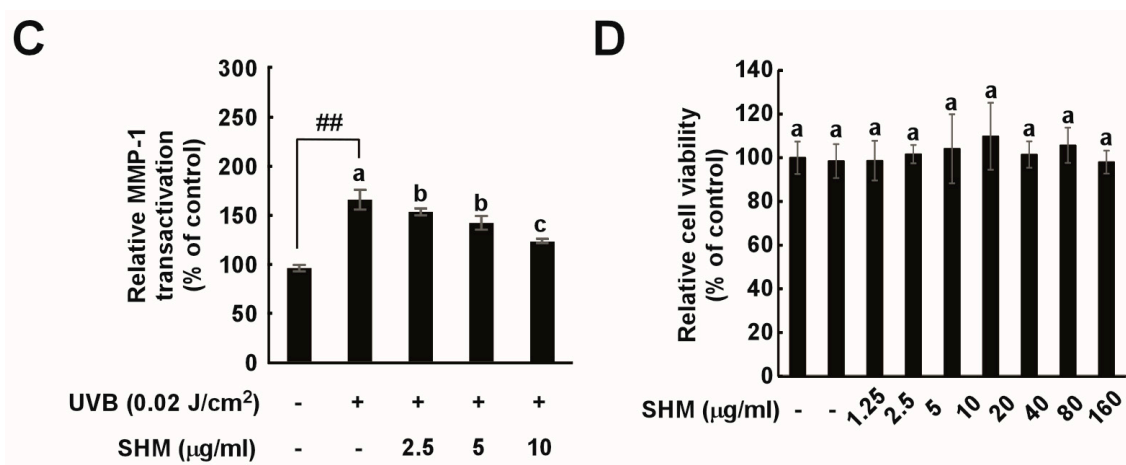 C
Relative MMP-1
transactivation
(% of control)
300
250
200
150
100
50
0
##
a
b
b
c
UVB (0.02 J/cm²) - + + + +
SHM (μg/ml) - - 2.5 5 10
D
Relative cell viability
(% of control)
140
120
100
80
60
40
20
0
a a a a a a a a a
SHM (μg/ml) - - 1.25 2.5 5 10 20 40 80 160